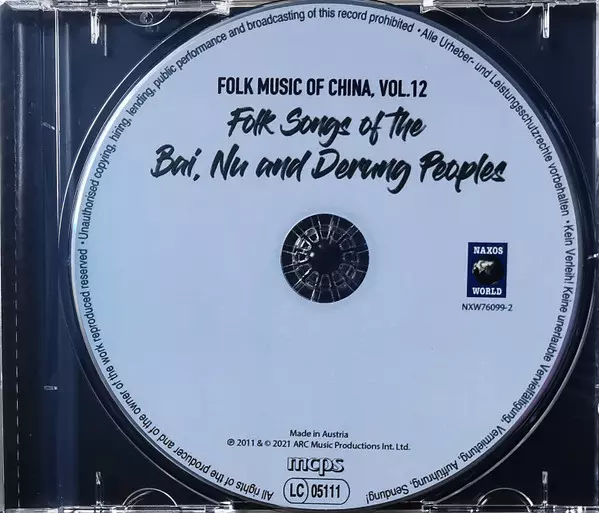 FOLK MUSIC OF CHINA, VOL.12
Folk Songs of the
Bai, Nu and Derung Peoples
NAXOS
WORLD
NXW76099-2
Made in Austria
℗ 2011 & © 2021 ARC Music Productions Int. Ltd.
mcps
LC 05111
All rights of the producer and of the owner of the work reproduced reserved • Unauthorised copying, hiring, lending, public performance and broadcasting of this record prohibited • Alle Urheber- und Leistungsschutzrechte vorbehalten • Kein Verleih! Keine unerlaubte Vervielfältigung, Vermietung, Aufführung, Sendung!